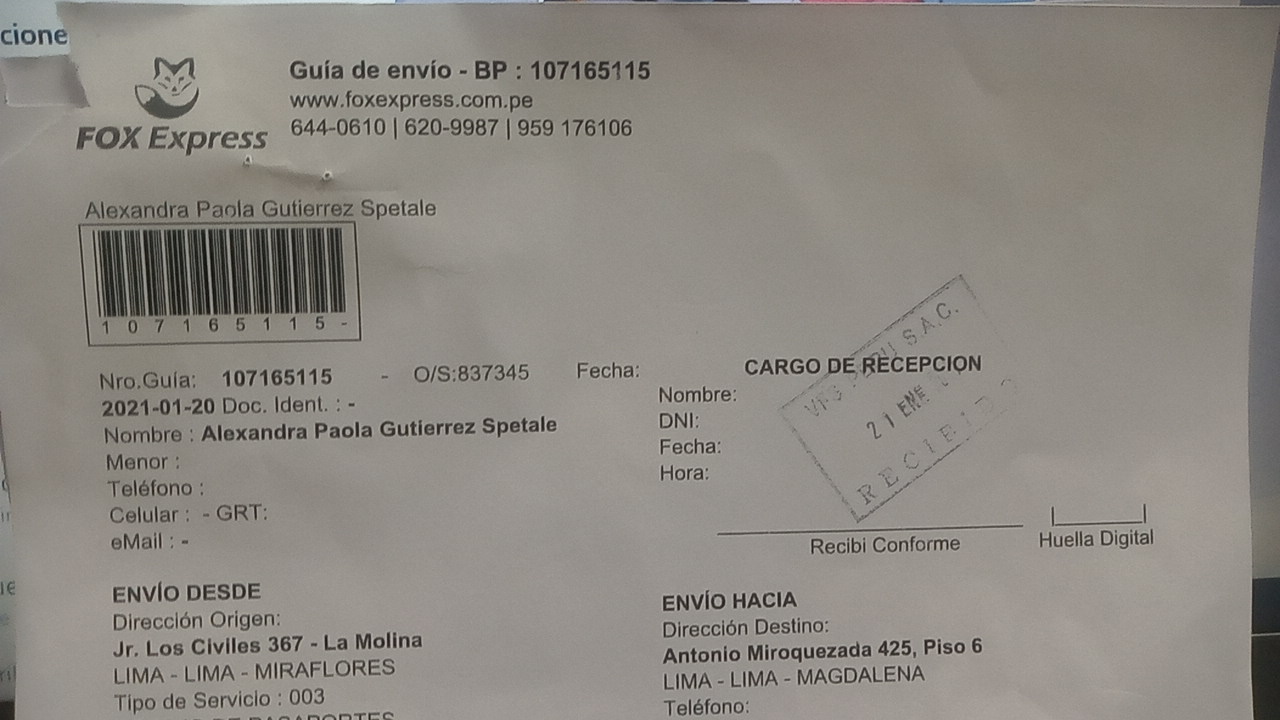 cione
Guía de envío - BP : 107165115
www.foxexpress.com.pe
644-0610 | 620-9987 | 959 176106
FOX Express
Alexandra Paola Gutierrez Spetale
107165115-
Nro.Guía: 107165115 - O/S:837345 Fecha:
2021-01-20 Doc. Ident. : -
Nombre : Alexandra Paola Gutierrez Spetale
Menor :
Teléfono :
Celular : - GRT:
eMail : -
CARGO DE RECEPCION
Nombre:
DNI:
Fecha:
Hora:
S.A.C.
21 ENE
RECIBIDO
Recibi Conforme
Huella Digital
ENVÍO DESDE
Dirección Origen:
Jr. Los Civiles 367 - La Molina
LIMA - LIMA - MIRAFLORES
Tipo de Servicio : 003
ENVÍO HACIA
Dirección Destino:
Antonio Miroquezada 425, Piso 6
LIMA - LIMA - MAGDALENA
Teléfono: